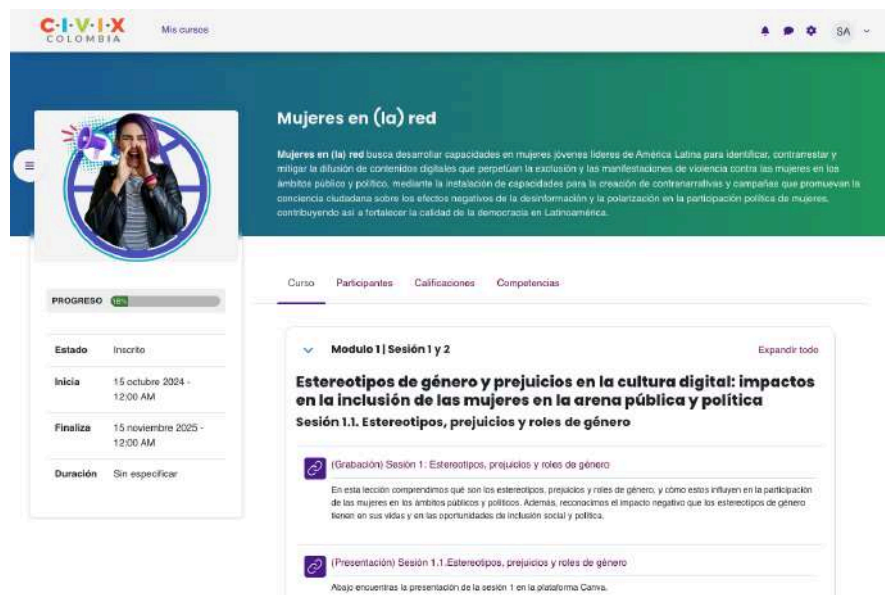 C·I·V·I·X
COLOMBIA
Mis cursos
SA
Mujeres en (la) red
Mujeres en (la) red busca desarrollar capacidades en mujeres jóvenes líderes de América Latina para identificar, contrarrestar y
mitigar la difusión de contenidos digitales que perpetúan la exclusión y las manifestaciones de violencia contra las mujeres en los
ámbitos público y político, mediante la instalación de capacidades para la creación de contranarrativas y campañas que promuevan la
conciencia ciudadana sobre los efectos negativos de la desinformación y la polarización en la participación política de mujeres,
contribuyendo así a fortalecer la calidad de la democracia en Latinoamérica.
PROGRESO
Estado Inscrito
Inicia 15 octubre 2024 -
12:00 AM
Finaliza 15 noviembre 2025 -
12:00 AM
Duración Sin especificar
Curso Participantes Calificaciones Competencias
Modulo 1 | Sesión 1 y 2 Expandir todo
Estereotipos de género y prejuicios en la cultura digital: impactos
en la inclusión de las mujeres en la arena pública y política
Sesión 1.1. Estereotipos, prejuicios y roles de género
(Grabación) Sesión 1: Estereotipos, prejuicios y roles de género
En esta lección comprendimos qué son los estereotipos, prejuicios y roles de género, y cómo estos influyen en la participación
de las mujeres en los ámbitos públicos y políticos. Además, reconocimos el impacto negativo que los estereotipos de género
tienen en sus vidas y en las oportunidades de inclusión social y política.
(Presentación) Sesión 1.1.Estereotipos, prejuicios y roles de género
Abajo encuentras la presentación de la sesión 1 en la plataforma Canva.